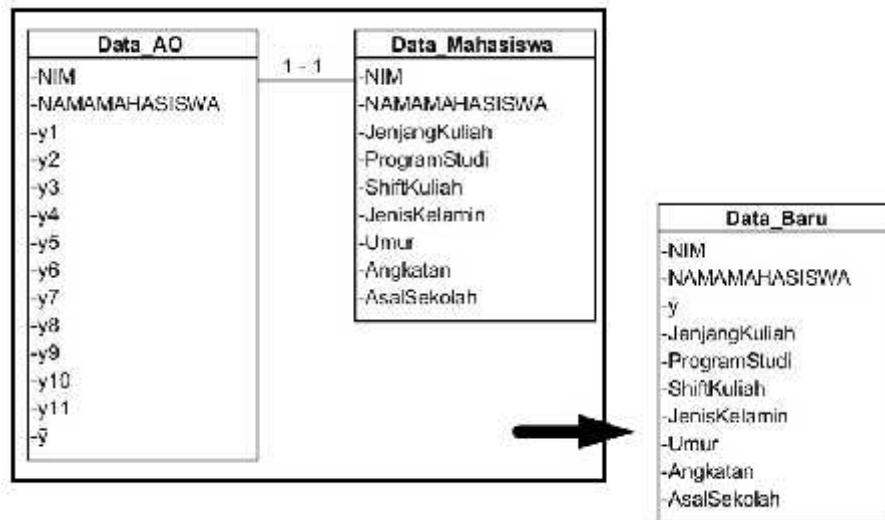 Data_AO
-NIM
-NAMAMAHASISWA
-y1
-y2
-y3
-y4
-y5
-y6
-y7
-y8
-y9
-y10
-y11
-ȳ
1 - 1
Data_Mahasiswa
-NIM
-NAMAMAHASISWA
-JenjangKuliah
-ProgramStudi
-ShiftKuliah
-JenisKelamin
-Umur
-Angkatan
-AsalSekolah
Data_Baru
-NIM
-NAMAMAHASISWA
-ȳ
-JenjangKuliah
-ProgramStudi
-ShiftKuliah
-JenisKelamin
-Umur
-Angkatan
-AsalSekolah